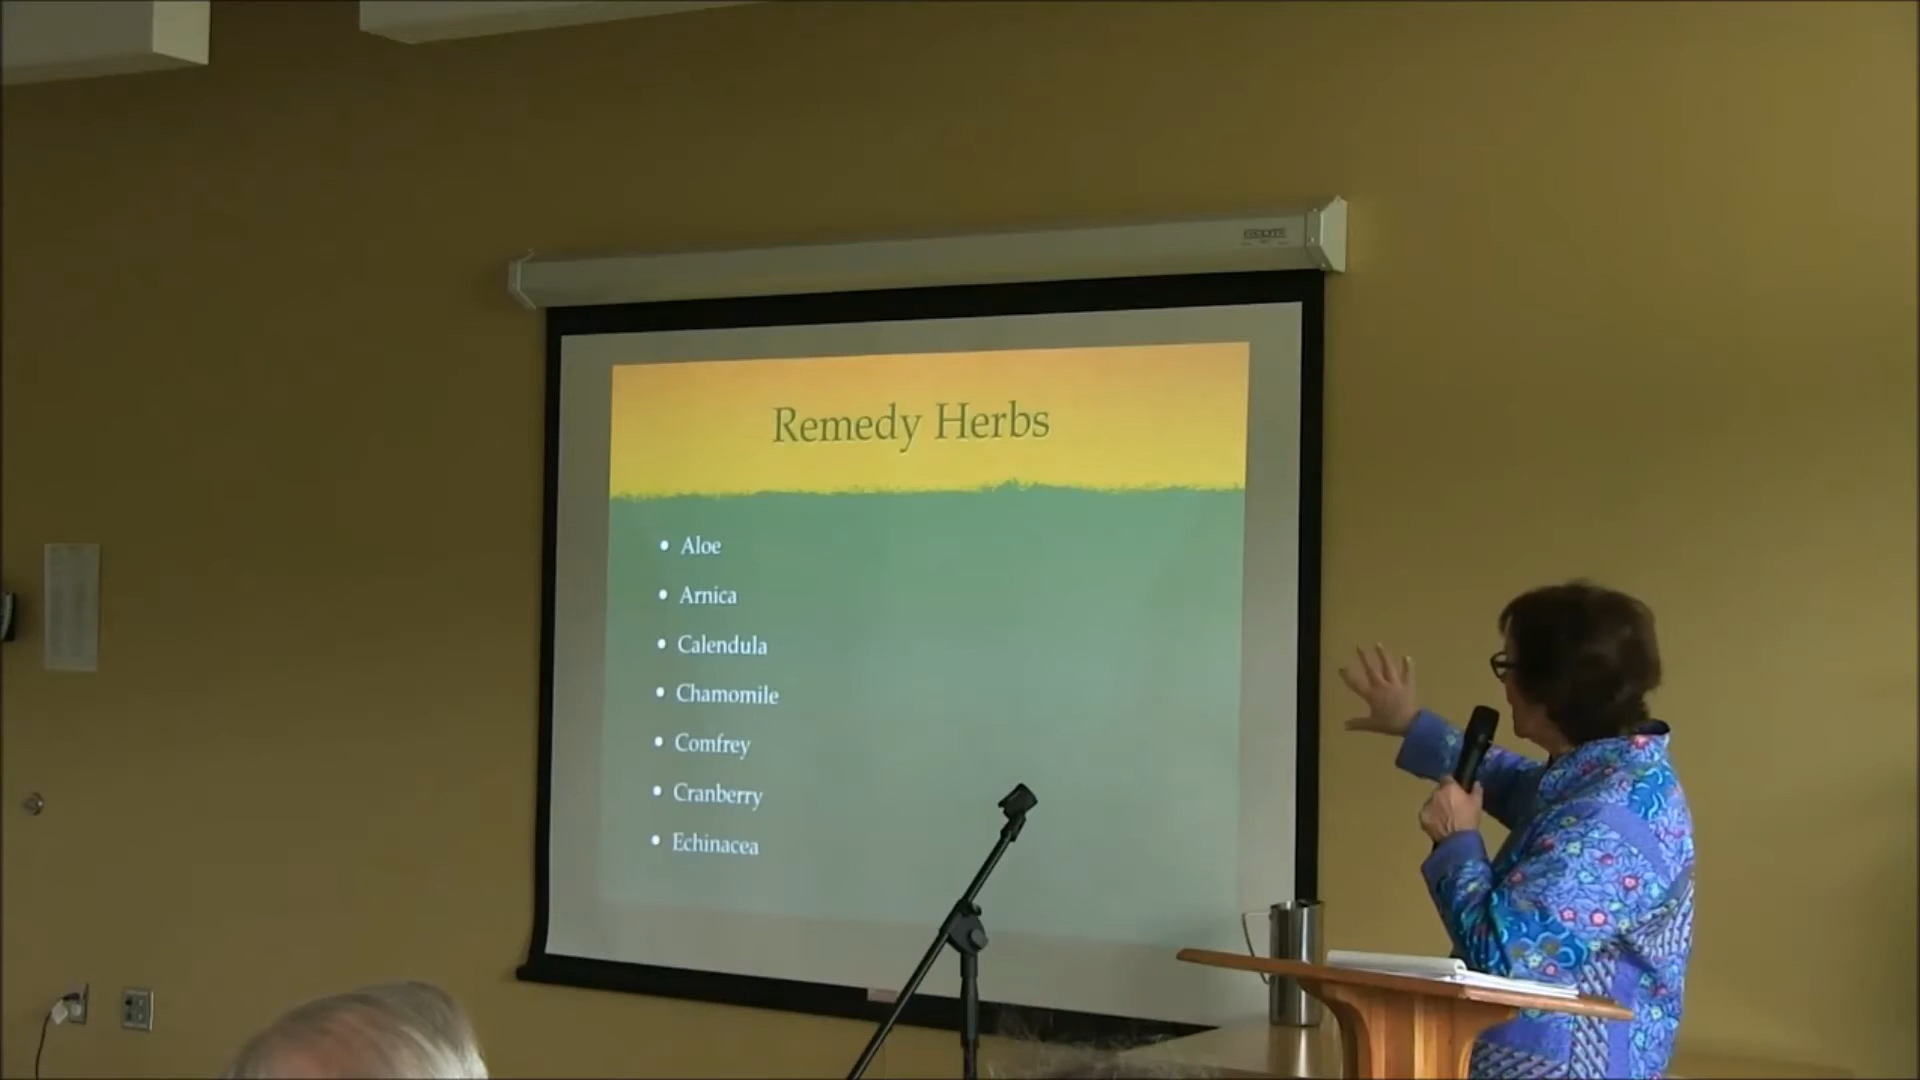 Remedy Herbs
• Aloe
• Arnica
• Calendula
• Chamomile
• Comfrey
• Cranberry
• Echinacea